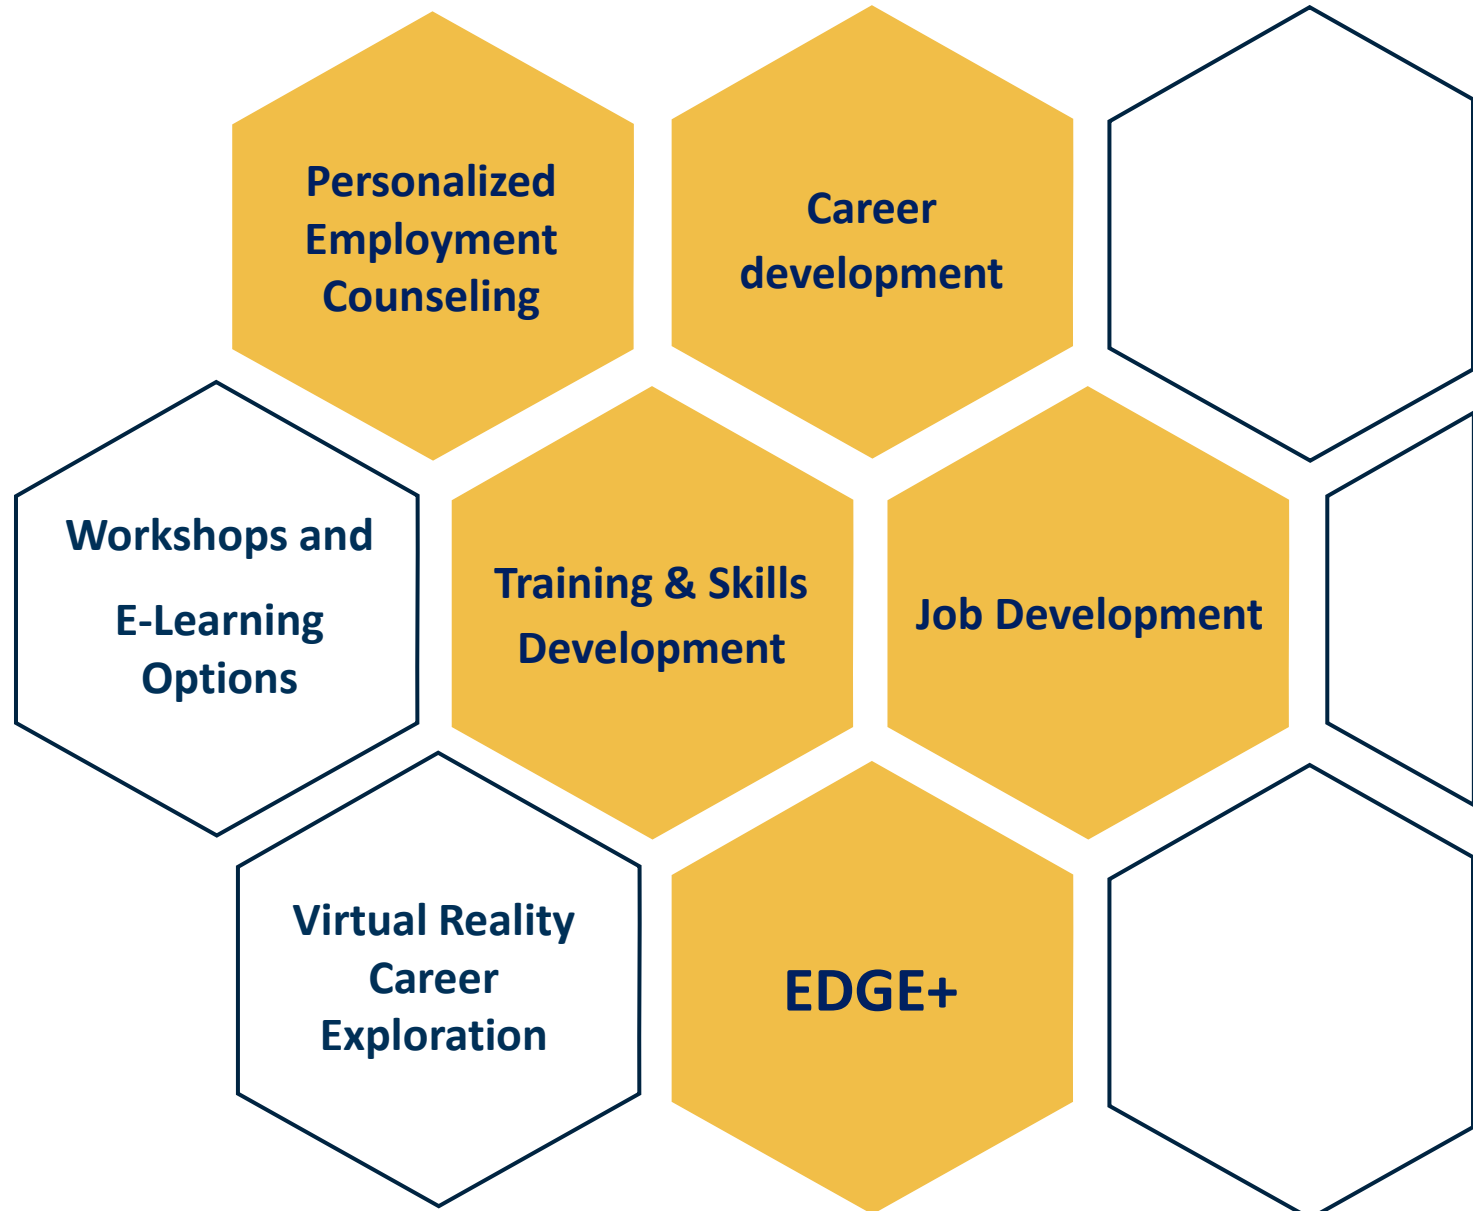 Personalized
Employment
Counseling
Career
development
Workshops and
E-Learning
Options
Training & Skills
Development
Job Development
Virtual Reality
Career
Exploration
EDGE+